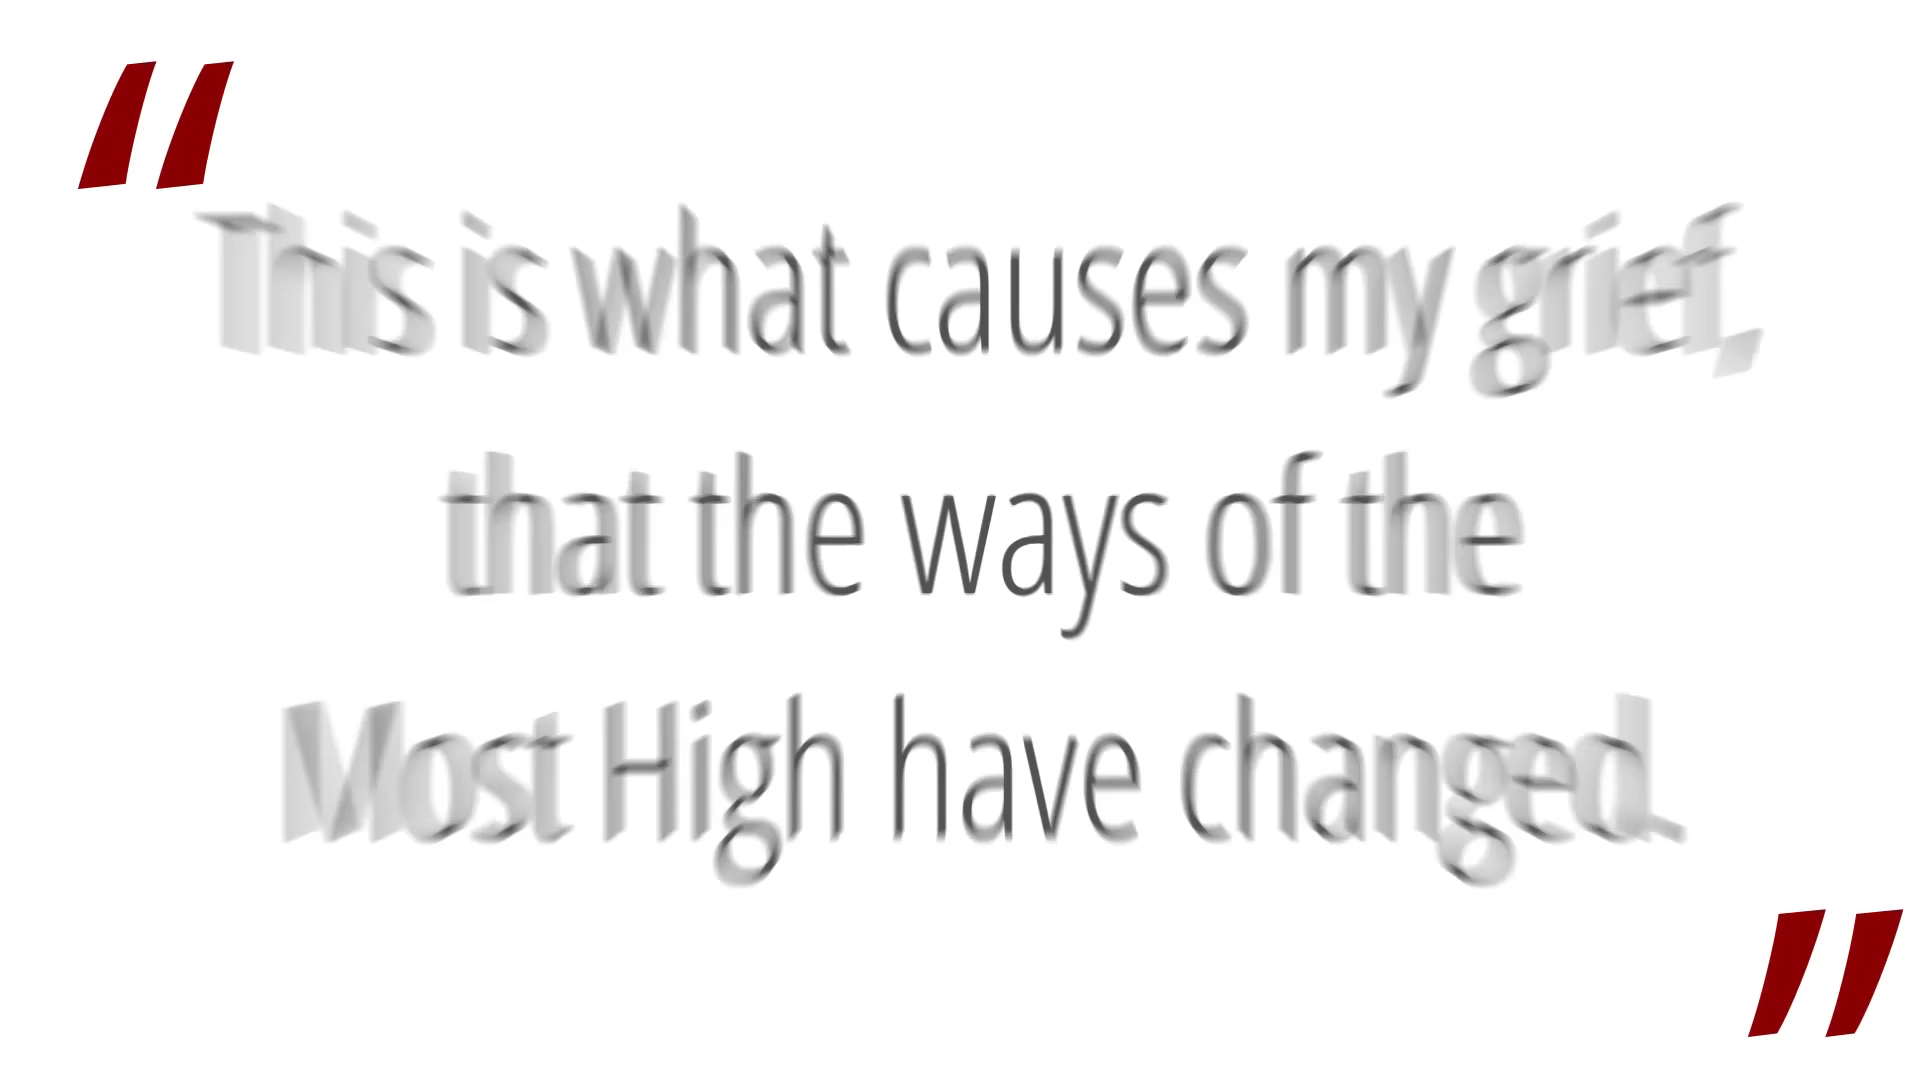 “
This is what causes my grief,
that the ways of the
Most High have changed.
”